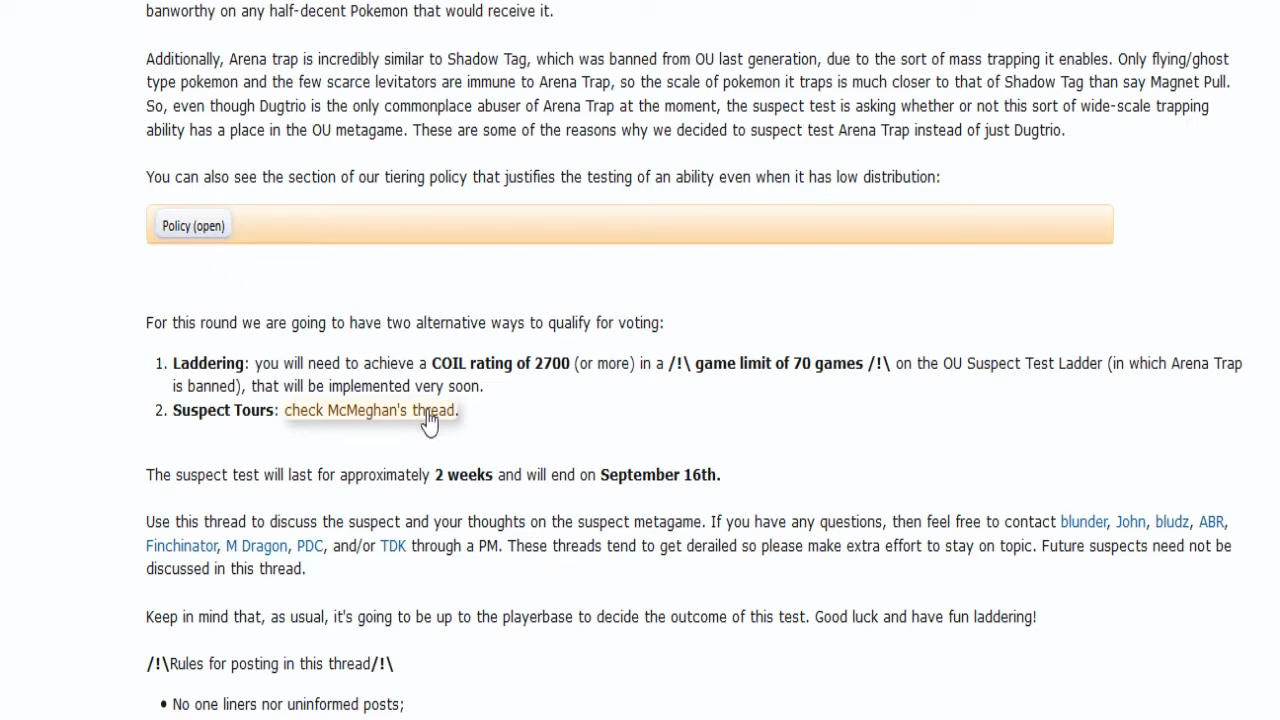 banworthy on any half-decent Pokemon that would receive it.
Additionally, Arena trap is incredibly similar to Shadow Tag, which was banned from OU last generation, due to the sort of mass trapping it enables. Only flying/ghost
type pokemon and the few scarce levitators are immune to Arena Trap, so the scale of pokemon it traps is much closer to that of Shadow Tag than say Magnet Pull.
So, even though Dugtrio is the only commonplace abuser of Arena Trap at the moment, the suspect test is asking whether or not this sort of wide-scale trapping
ability has a place in the OU metagame. These are some of the reasons why we decided to suspect test Arena Trap instead of just Dugtrio.
You can also see the section of our tiering policy that justifies the testing of an ability even when it has low distribution:
Policy (open)
For this round we are going to have two alternative ways to qualify for voting:
1. Laddering: you will need to achieve a COIL rating of 2700 (or more) in a /!\ game limit of 70 games /!\ on the OU Suspect Test Ladder (in which Arena Trap
is banned), that will be implemented very soon.
2. Suspect Tours: check McMeghan's thread.
The suspect test will last for approximately 2 weeks and will end on September 16th.
Use this thread to discuss the suspect and your thoughts on the suspect metagame. If you have any questions, then feel free to contact blunder, John, bludz, ABR,
Finchinator, M Dragon, PDC, and/or TDK through a PM. These threads tend to get derailed so please make extra effort to stay on topic. Future suspects need not be
discussed in this thread.
Keep in mind that, as usual, it's going to be up to the playerbase to decide the outcome of this test. Good luck and have fun laddering!
/!\Rules for posting in this thread/!\
• No one liners nor uninformed posts;